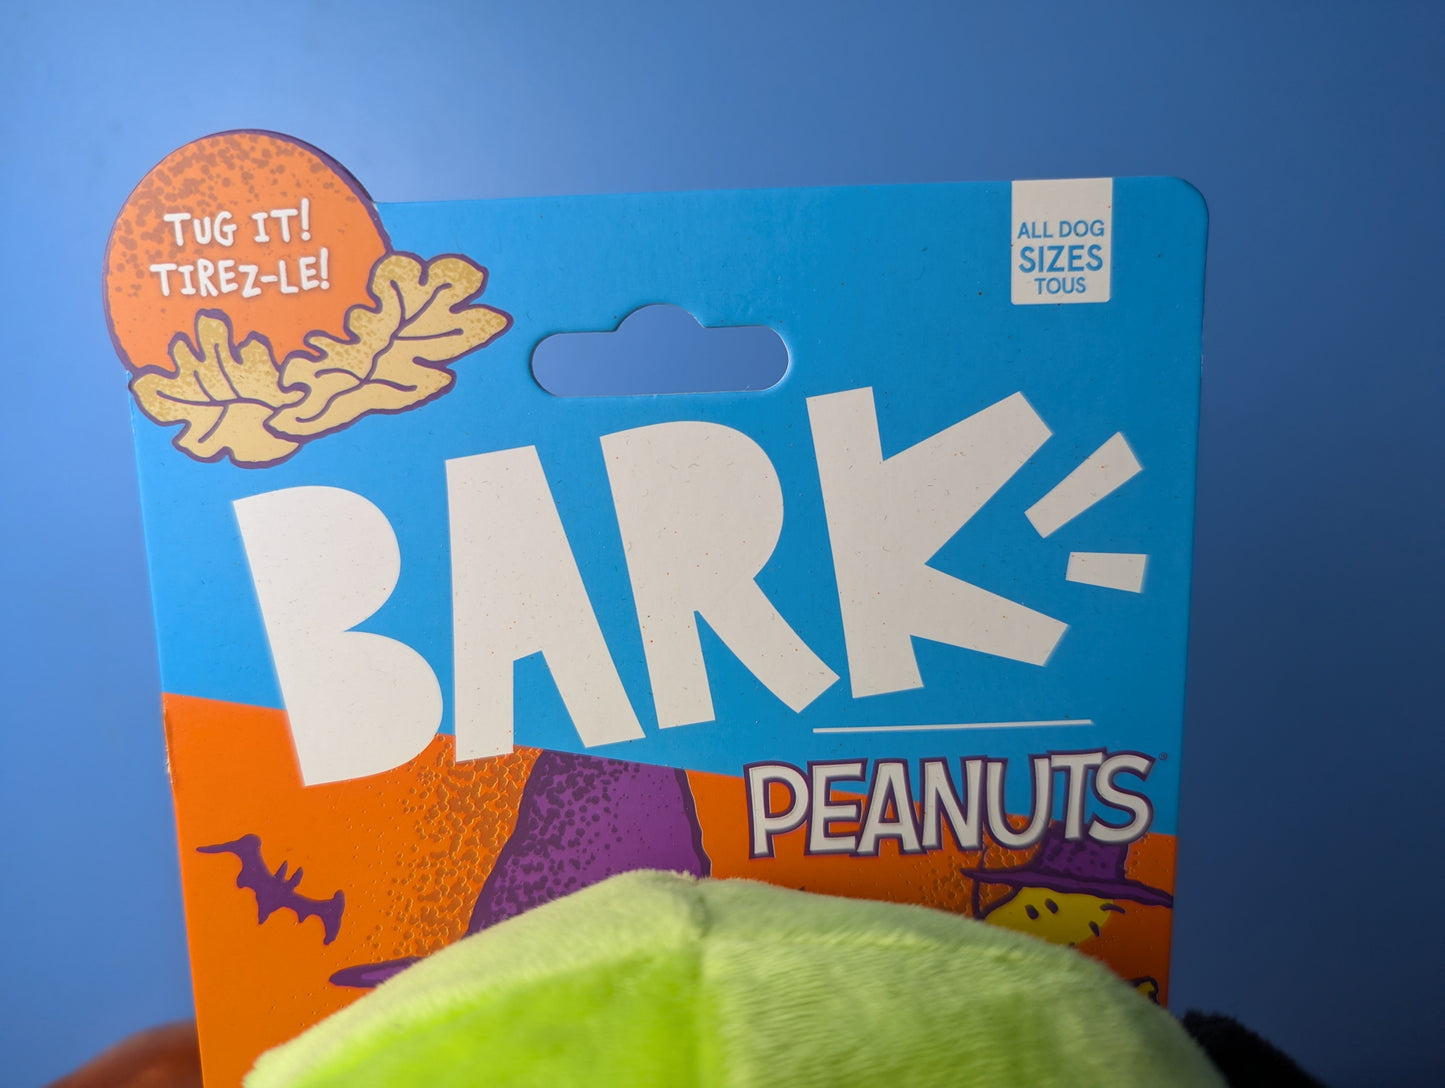 TUG IT!
TIREZ-LE!
ALL DOG
SIZES
TOUS
BARK
PEANUTS